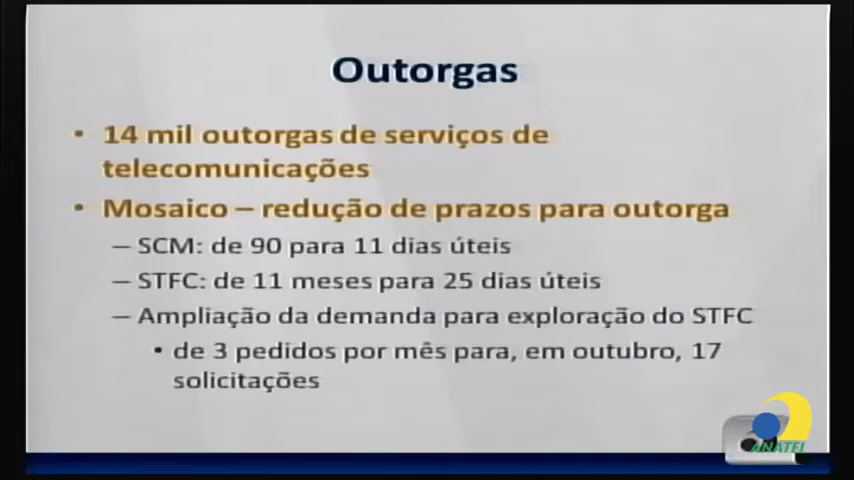 Outorgas
• 14 mil outorgas de serviços de
telecomunicações
• Mosaico – redução de prazos para outorga
– SCM: de 90 para 11 dias úteis
– STFC: de 11 meses para 25 dias úteis
– Ampliação da demanda para exploração do STFC
• de 3 pedidos por mês para, em outubro, 17
solicitações
ANATEL